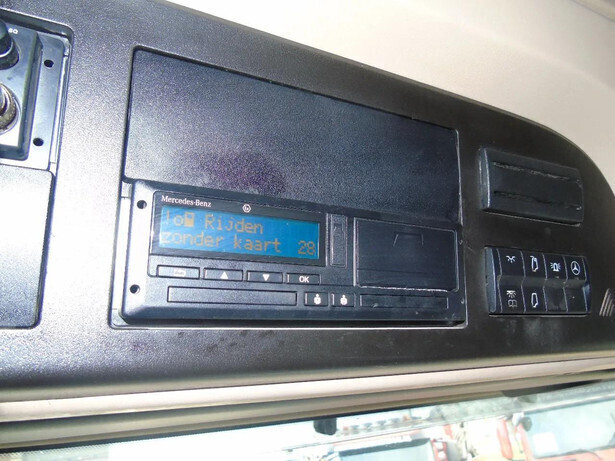 Mercedes-Benz
Rijden
zonder kaart 28
OK